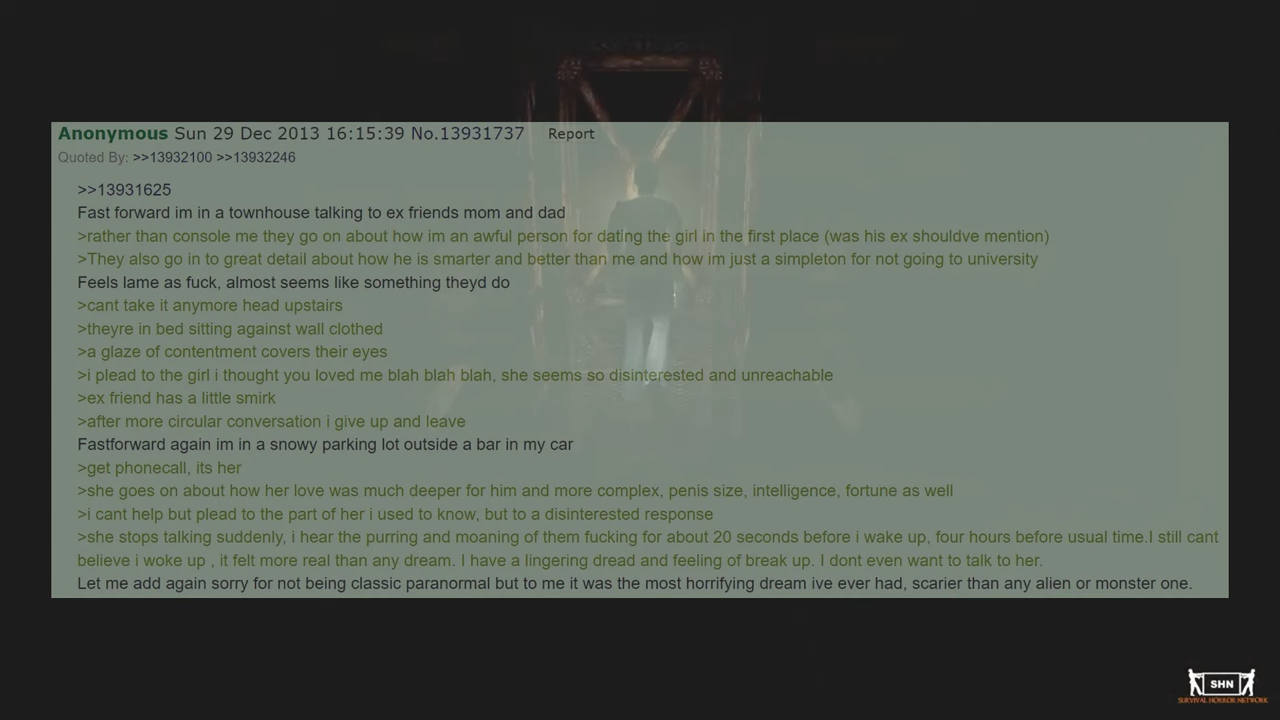 Anonymous Sun 29 Dec 2013 16:15:39 No.13931737 Report
Quoted By: >>13932100 >>13932246
>>13931625
Fast forward im in a townhouse talking to ex friends mom and dad
>rather than console me they go on about how im an awful person for dating the girl in the first place (was his ex shouldve mention)
>They also go in to great detail about how he is smarter and better than me and how im just a simpleton for not going to university
Feels lame as fuck, almost seems like something theyd do
>cant take it anymore head upstairs
>theyre in bed sitting against wall clothed
>a glaze of contentment covers their eyes
>i plead to the girl i thought you loved me blah blah blah, she seems so disinterested and unreachable
>ex friend has a little smirk
>after more circular conversation i give up and leave
Fastforward again im in a snowy parking lot outside a bar in my car
>get phonecall, its her
>she goes on about how her love was much deeper for him and more complex, penis size, intelligence, fortune as well
>i cant help but plead to the part of her i used to know, but to a disinterested response
>she stops talking suddenly, i hear the purring and moaning of them fucking for about 20 seconds before i wake up, four hours before usual time.I still cant
believe i woke up , it felt more real than any dream. I have a lingering dread and feeling of break up. I dont even want to talk to her.
Let me add again sorry for not being classic paranormal but to me it was the most horrifying dream ive ever had, scarier than any alien or monster one.
SHN
SURVIVAL HORROR NETWORK